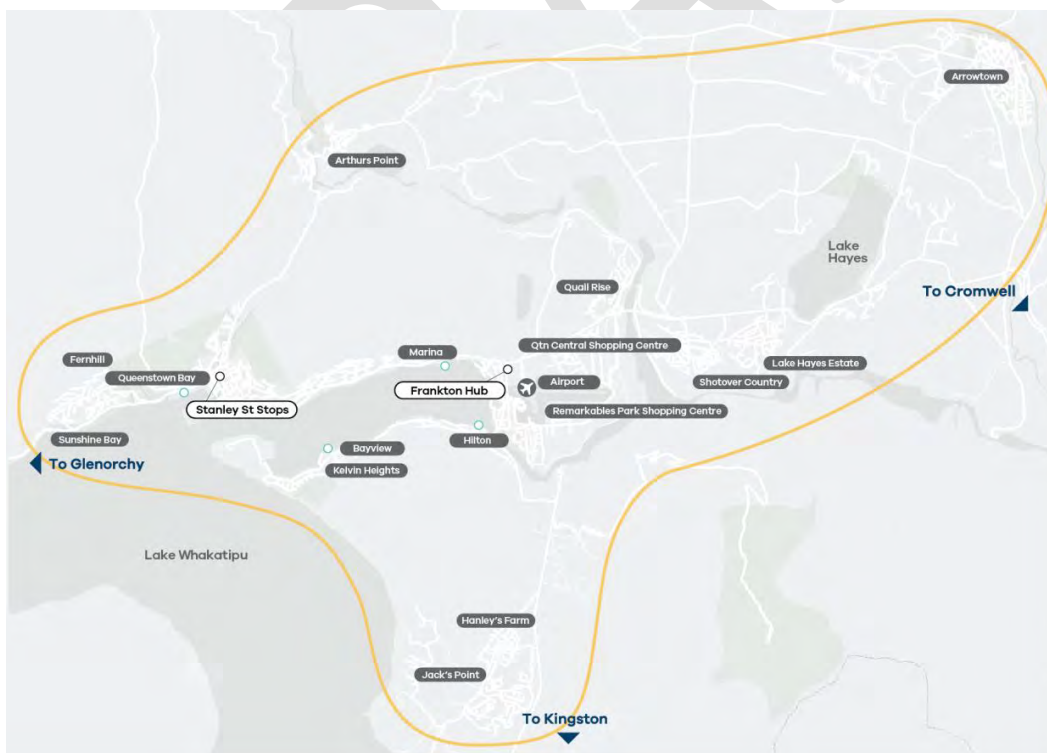 Arrowtown
Arthurs Point
Lake
Hayes
Quail Rise
To Cromwell
Fernhill
Marina
Qtn Central Shopping Centre
Lake Hayes Estate
Queenstown Bay
Frankton Hub
Airport
Shotover Country
Stanley St Stops
Remarkables Park Shopping Centre
Sunshine Bay
Hilton
Bayview
To Glenorchy
Kelvin Heights
Lake Whakatipu
Hanley's Farm
Jack's Point
To Kingston